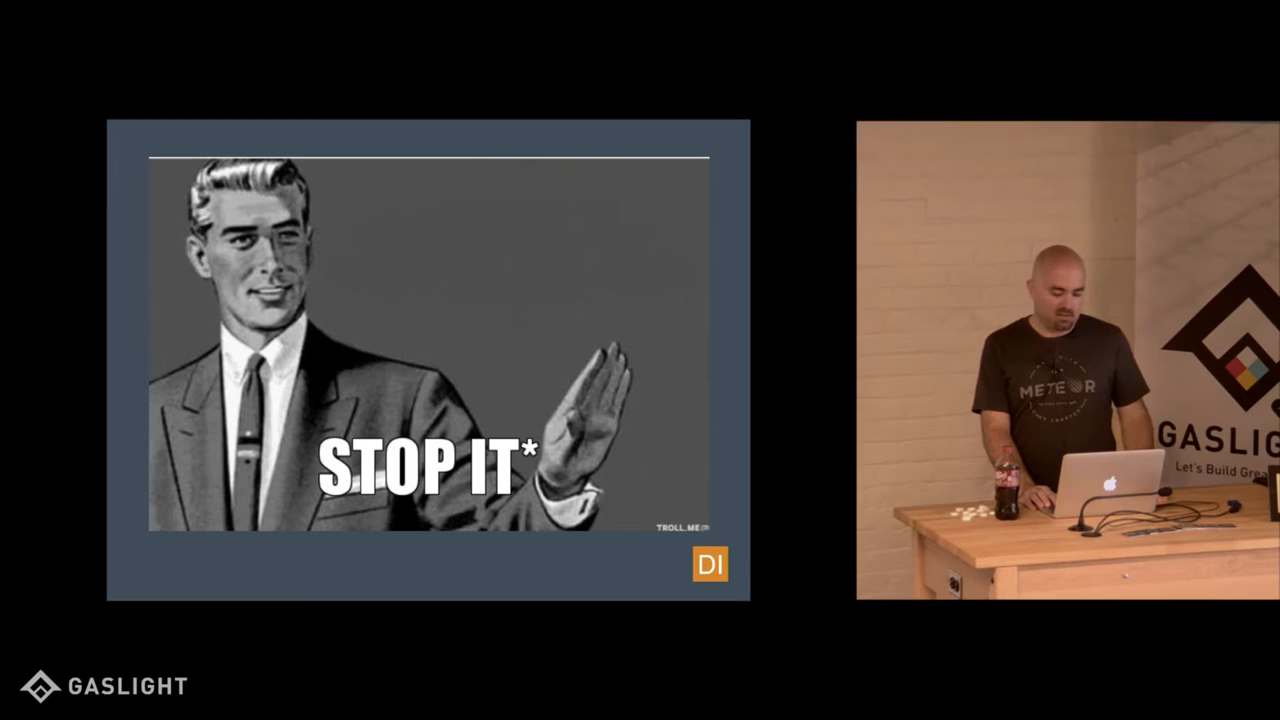 STOP IT*
TROLL.ME
DI
METEOR
GASLIGH
Let's Build Grea
GASLIGHT